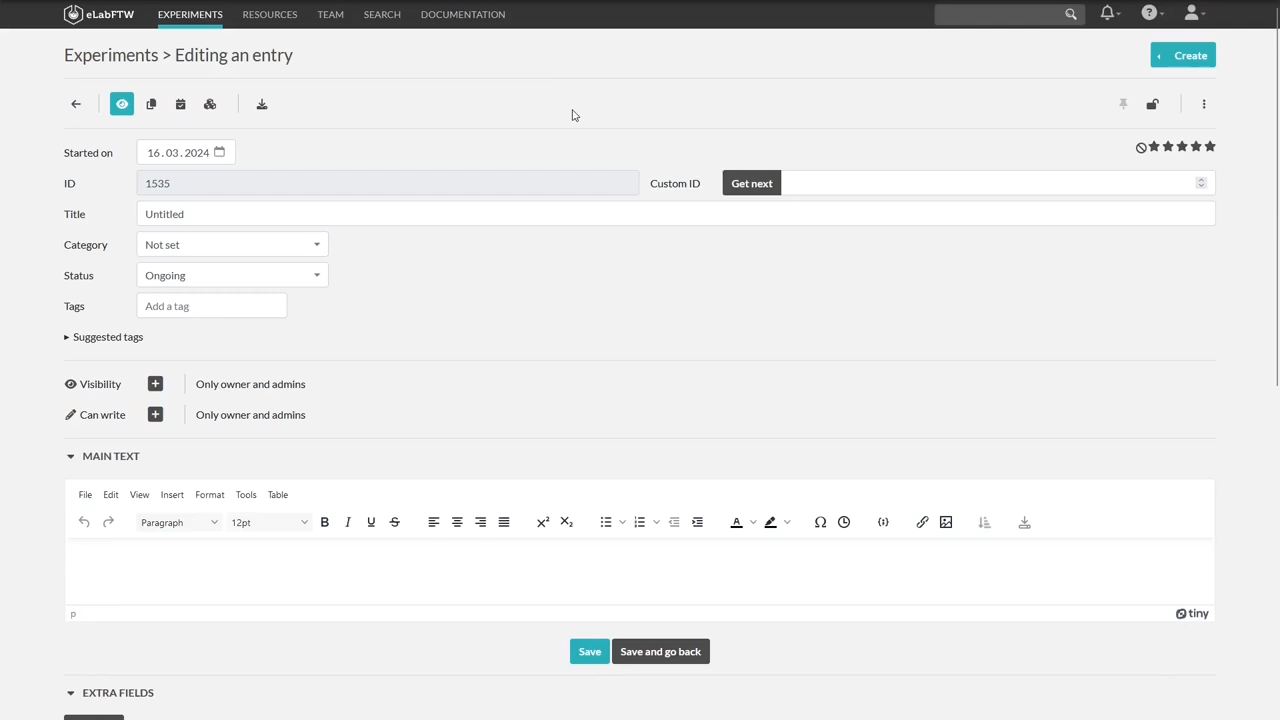 eLabFTW EXPERIMENTS RESOURCES TEAM SEARCH DOCUMENTATION
Experiments > Editing an entry
Create
Started on 16.03.2024
ID 1535 Custom ID Get next
Title Untitled
Category Not set
Status Ongoing
Tags Add a tag
Suggested tags
Visibility Only owner and admins
Can write Only owner and admins
MAIN TEXT
File Edit View Insert Format Tools Table
Paragraph 12pt
p tiny
Save Save and go back
EXTRA FIELDS